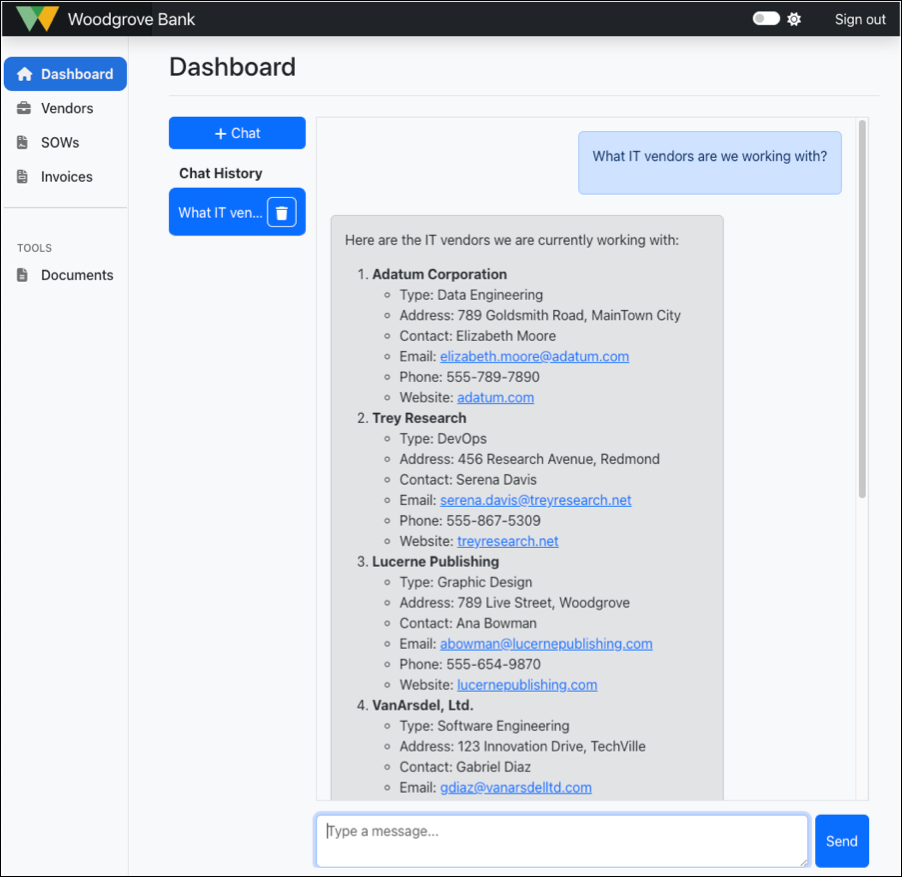 Woodgrove Bank
Sign out
Dashboard
Vendors
SOWs
Invoices
TOOLS
Documents
Dashboard
+ Chat
Chat History
What IT ven...
What IT vendors are we working with?
Here are the IT vendors we are currently working with:
1. Adatum Corporation
Type: Data Engineering
Address: 789 Goldsmith Road, MainTown City
Contact: Elizabeth Moore
Email: elizabeth.moore@adatum.com
Phone: 555-789-7890
Website: adatum.com
2. Trey Research
Type: DevOps
Address: 456 Research Avenue, Redmond
Contact: Serena Davis
Email: serena.davis@treyresearch.net
Phone: 555-867-5309
Website: treyresearch.net
3. Lucerne Publishing
Type: Graphic Design
Address: 789 Live Street, Woodgrove
Contact: Ana Bowman
Email: abowman@lucernepublishing.com
Phone: 555-654-9870
Website: lucernepublishing.com
4. VanArsdel, Ltd.
Type: Software Engineering
Address: 123 Innovation Drive, TechVille
Contact: Gabriel Diaz
Email: gdiaz@vanarsdelltd.com
Type a message...
Send